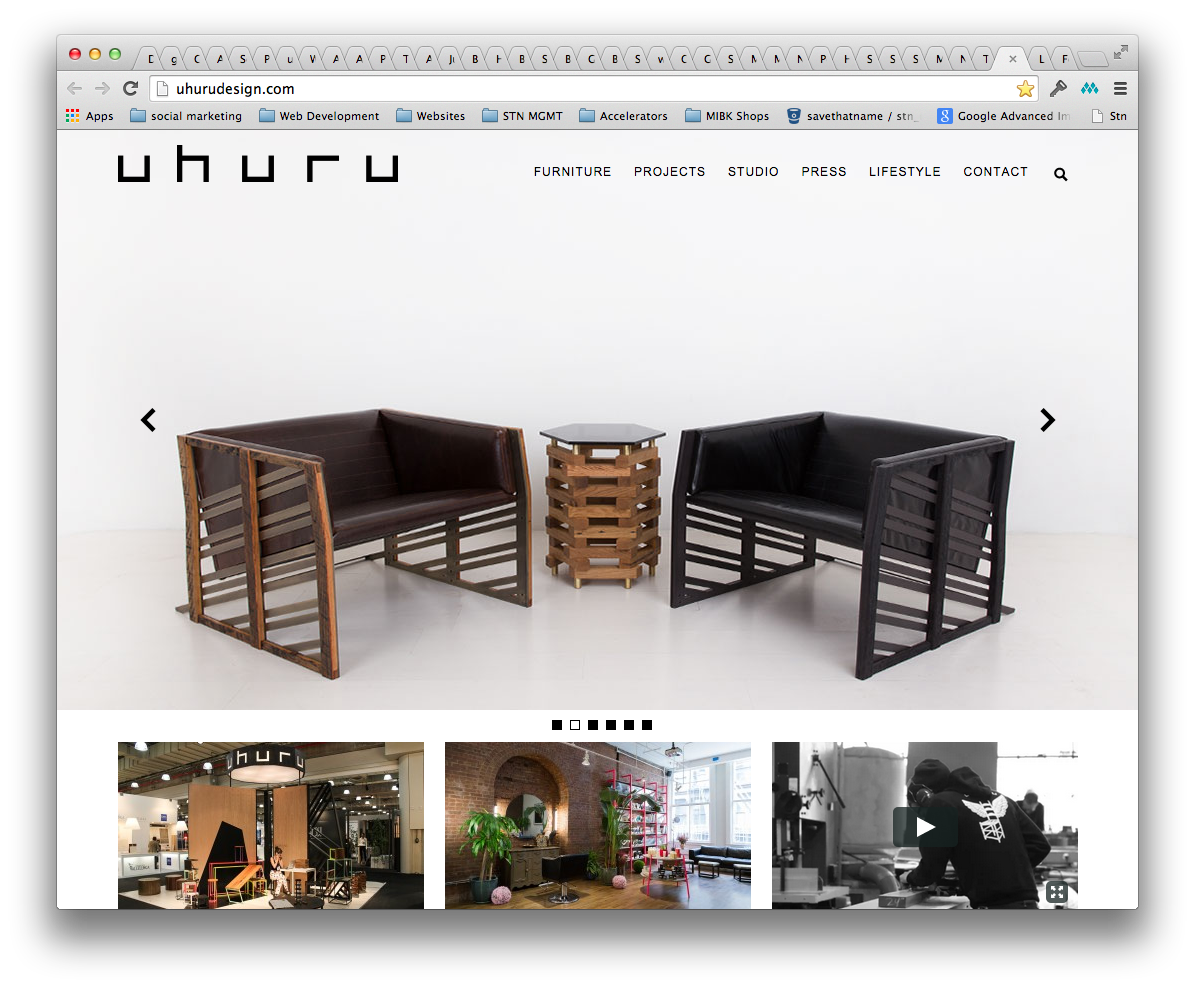 D g C A S P u W A A P T A Ju B H B S B C B S w C C S M M N P H S S S M N T × L F
uhurudesign.com
Apps social marketing Web Development Websites STN MGMT Accelerators MIBK Shops savethatname / stn_ Google Advanced Im Stn
uhuru
FURNITURE PROJECTS STUDIO PRESS LIFESTYLE CONTACT
uhuru